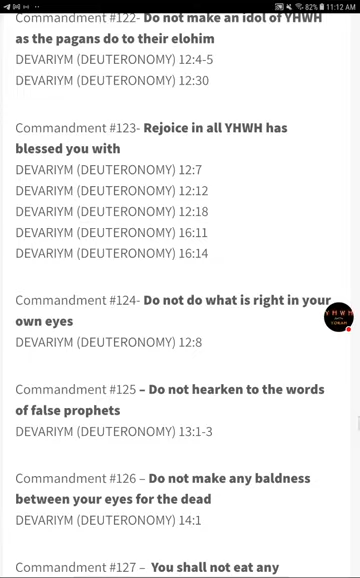 82% 11:12 AM
Commandment #122- Do not make an idol of YHWH
as the pagans do to their elohim
DEVARIYM (DEUTERONOMY) 12:4-5
DEVARIYM (DEUTERONOMY) 12:30
Commandment #123- Rejoice in all YHWH has
blessed you with
DEVARIYM (DEUTERONOMY) 12:7
DEVARIYM (DEUTERONOMY) 12:12
DEVARIYM (DEUTERONOMY) 12:18
DEVARIYM (DEUTERONOMY) 16:11
DEVARIYM (DEUTERONOMY) 16:14
Commandment #124- Do not do what is right in your
own eyes
DEVARIYM (DEUTERONOMY) 12:8
Commandment #125 – Do not hearken to the words
of false prophets
DEVARIYM (DEUTERONOMY) 13:1-3
Commandment #126 – Do not make any baldness
between your eyes for the dead
DEVARIYM (DEUTERONOMY) 14:1
Commandment #127 – You shall not eat any